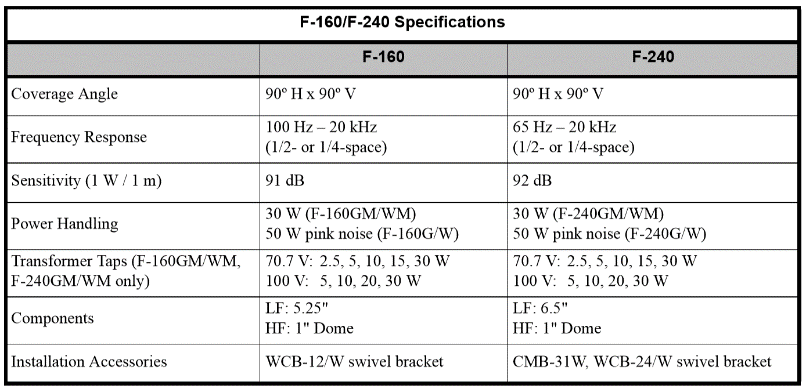 F-160/F-240 Specifications
F-160 F-240
Coverage Angle 90º H x 90º V 90º H x 90º V
Frequency Response 100 Hz – 20 kHz 65 Hz – 20 kHz
(1/2- or 1/4-space) (1/2- or 1/4-space)
Sensitivity (1 W / 1 m) 91 dB 92 dB
Power Handling 30 W (F-160GM/WM) 30 W (F-240GM/WM)
50 W pink noise (F-160G/W) 50 W pink noise (F-240G/W)
Transformer Taps (F-160GM/WM, 70.7 V: 2.5, 5, 10, 15, 30 W 70.7 V: 2.5, 5, 10, 15, 30 W
F-240GM/WM only) 100 V: 5, 10, 20, 30 W 100 V: 5, 10, 20, 30 W
Components LF: 5.25" LF: 6.5"
HF: 1" Dome HF: 1" Dome
Installation Accessories WCB-12/W swivel bracket CMB-31W, WCB-24/W swivel bracket